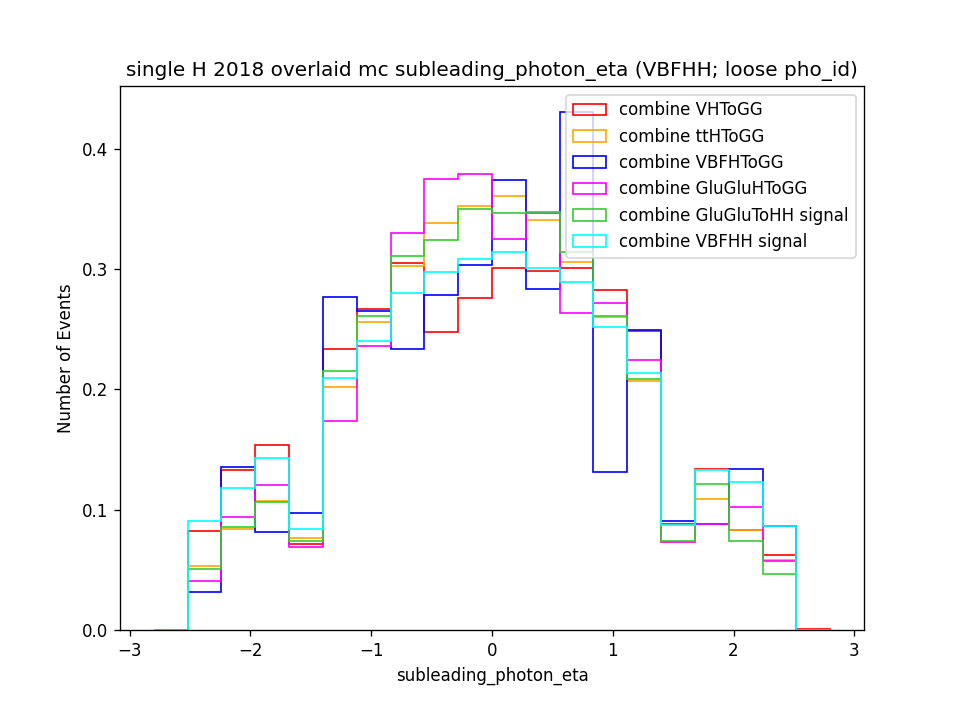 single H 2018 overlaid mc subleading_photon_eta (VBFHH; loose pho_id)
combine VHToGG
combine ttHToGG
combine VBFHToGG
combine GluGluHToGG
combine GluGluToHH signal
combine VBFHH signal
Number of Events
0.4
0.3
0.2
0.1
0.0
−3
−2
−1
0
1
2
3
subleading_photon_eta